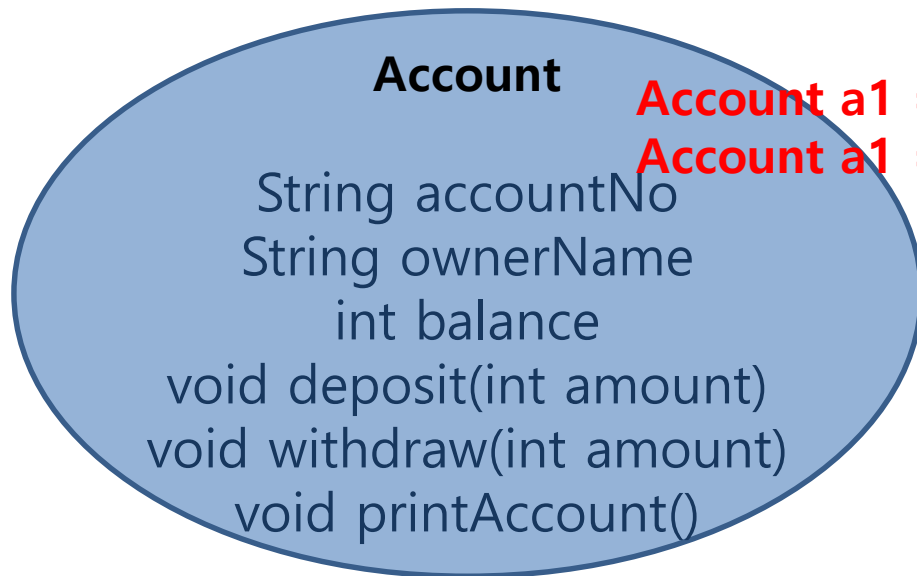 Account
Account a1
Account a1
String accountNo
String ownerName
int balance
void deposit(int amount)
void withdraw(int amount)
void printAccount()